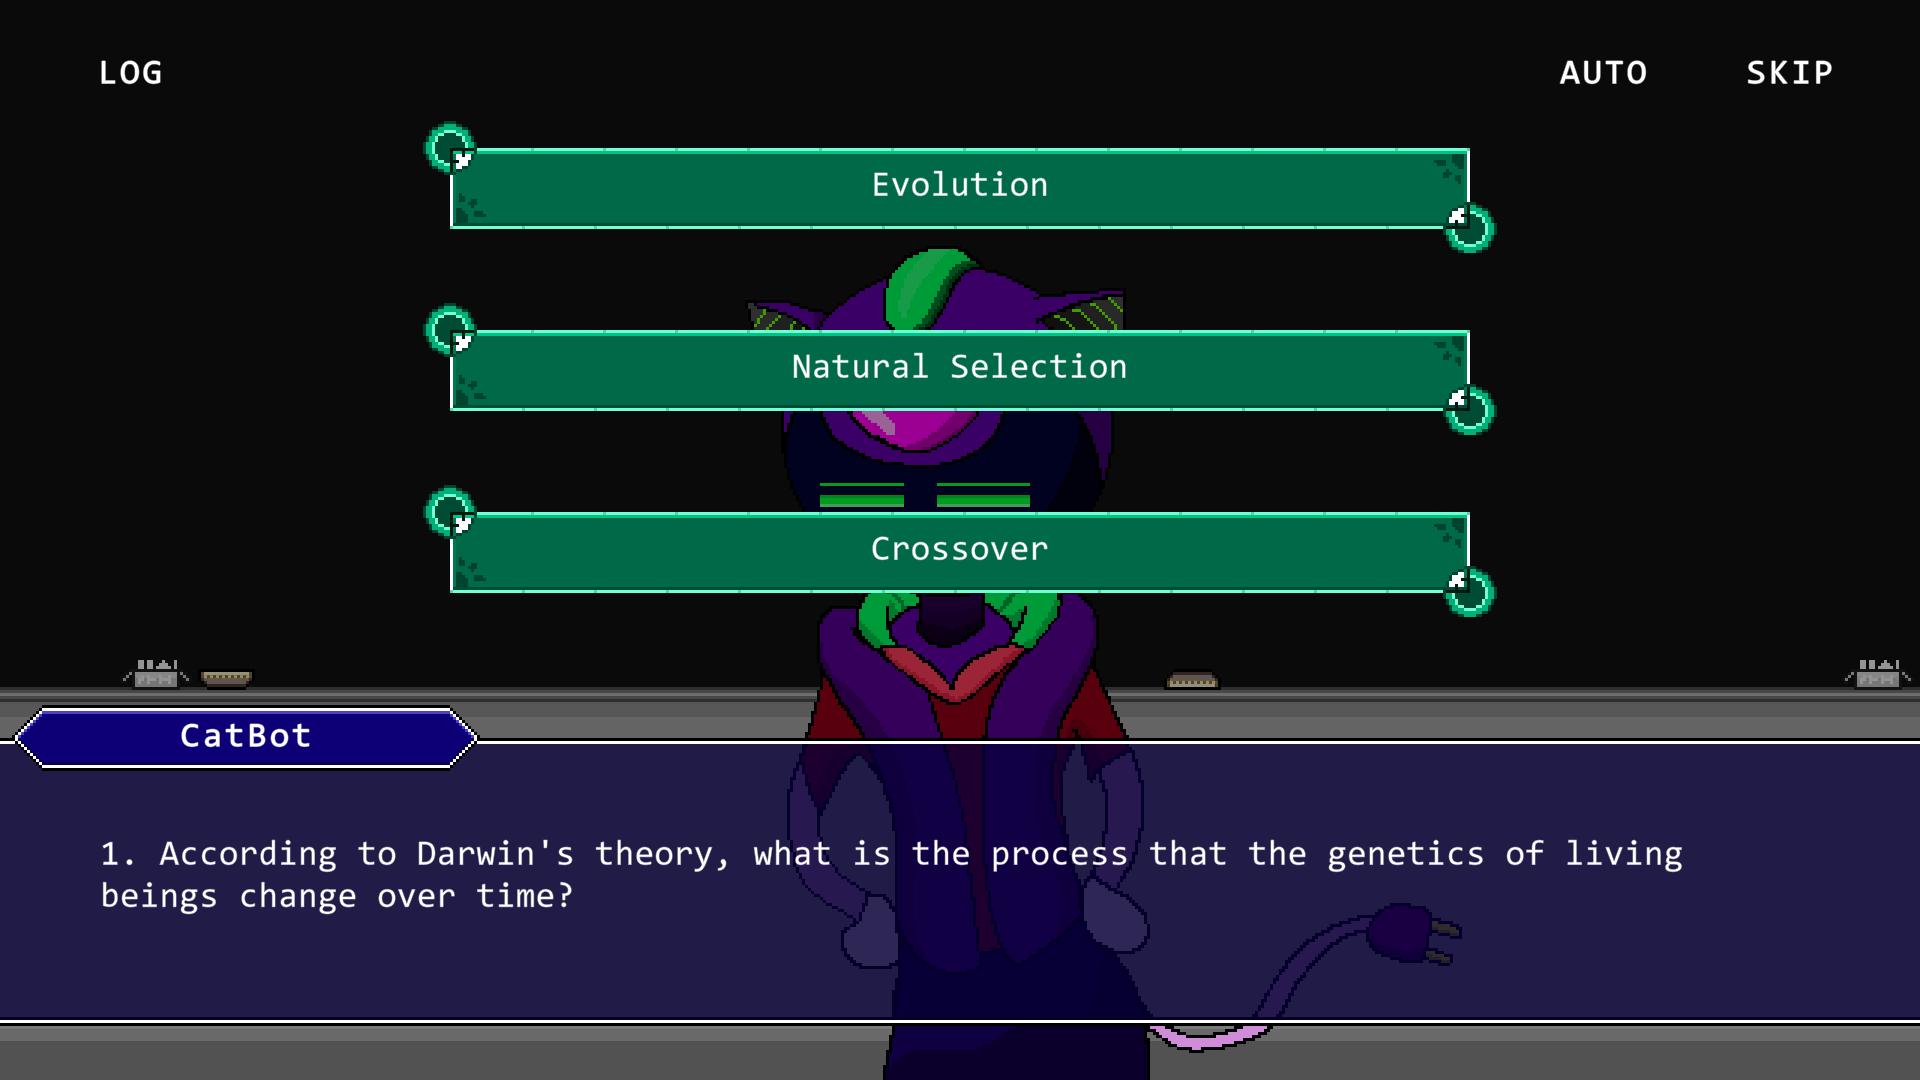 LOG
AUTO
SKIP
Evolution
Natural Selection
Crossover
CatBot
1. According to Darwin's theory, what is the process that the genetics of living
beings change over time?